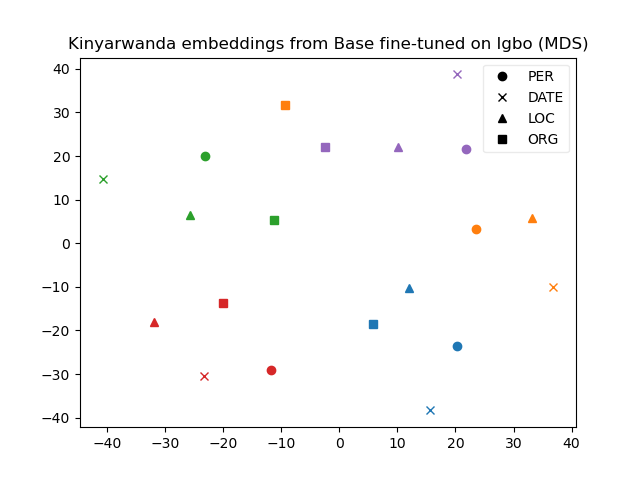 Kinyarwanda embeddings from Base fine-tuned on Igbo (MDS)
PER
DATE
LOC
ORG
40
30
20
10
0
−10
−20
−30
−40
−40 −30 −20 −10 0 10 20 30 40